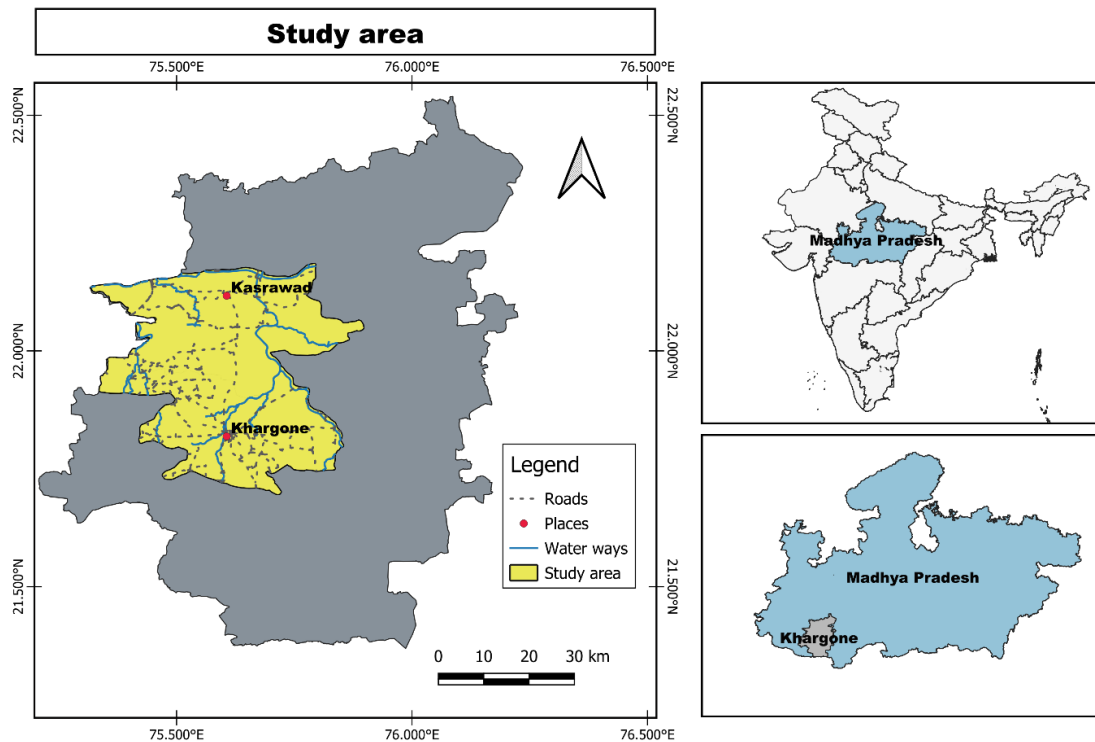 Study area
75.500°E 76.000°E 76.500°E
22.500°N 22.500°N
Kasrawad
22.000°N 22.000°N
Khargone
Legend
Roads
Places
Water ways
Study area
21.500°N 21.500°N
0 10 20 30 km
75.500°E 76.000°E 76.500°E
Madhya Pradesh
Madhya Pradesh
Khargone